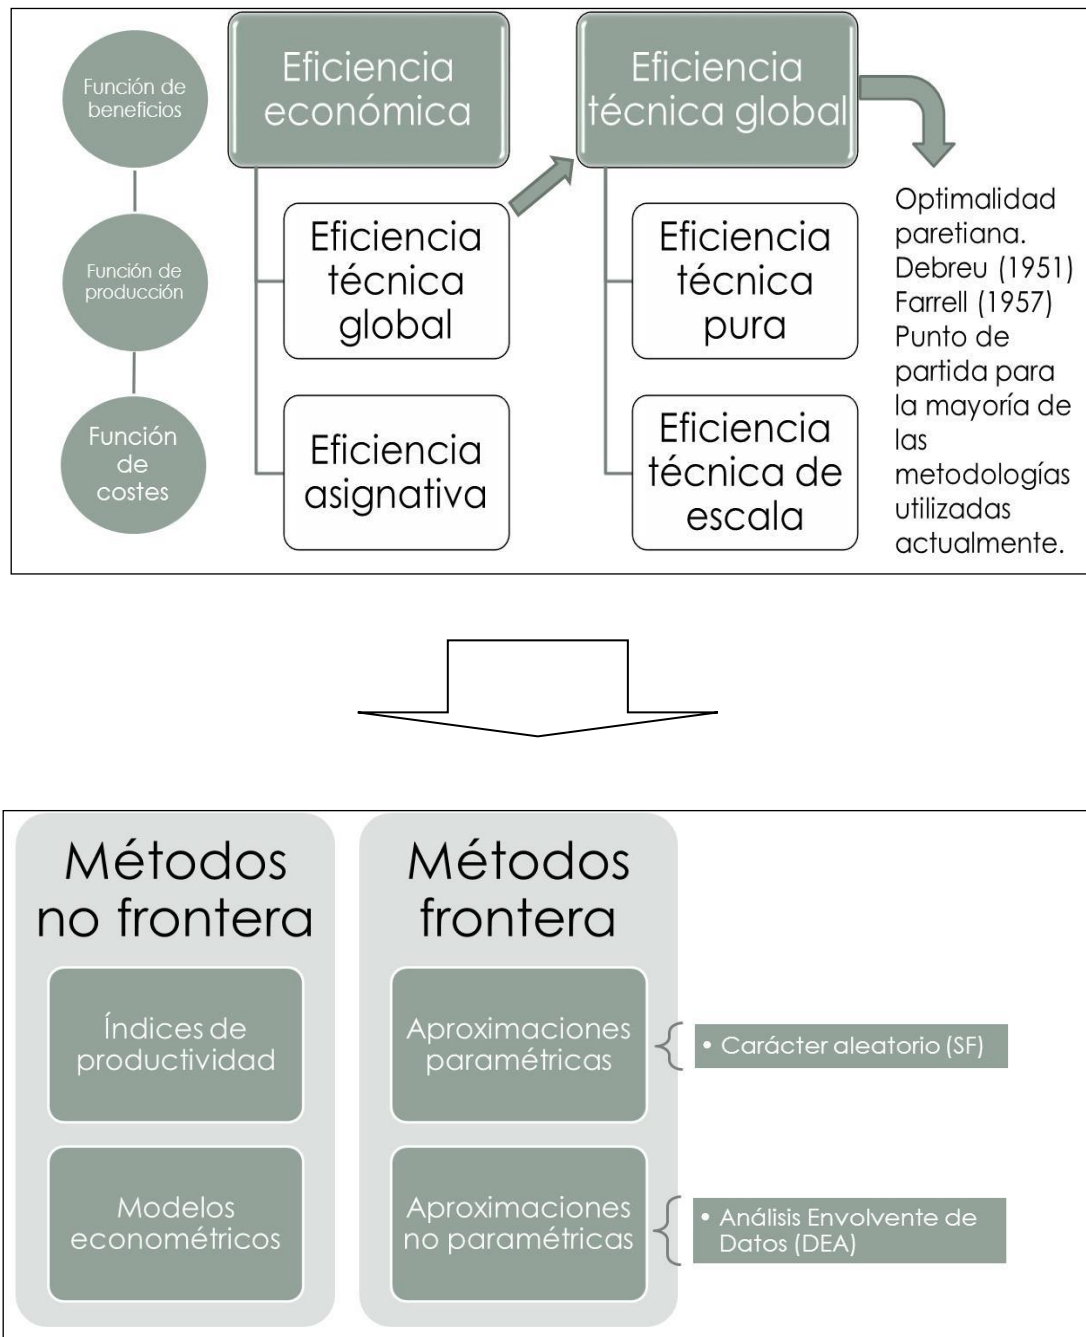 Función de
beneficios
Función de
producción
Función
de
costes
Eficiencia
económica
Eficiencia
técnica
global
Eficiencia
asignativa
Eficiencia
técnica global
Eficiencia
técnica
pura
Eficiencia
técnica de
escala
Optimalidad
paretiana.
Debreu (1951)
Farrell (1957)
Punto de
partida para
la mayoría de
las
metodologías
utilizadas
actualmente.
Métodos
no frontera
Índices de
productividad
Modelos
econométricos
Métodos
frontera
Aproximaciones
paramétricas
• Carácter aleatorio (SF)
Aproximaciones
no paramétricas
• Análisis Envolvente de
Datos (DEA)